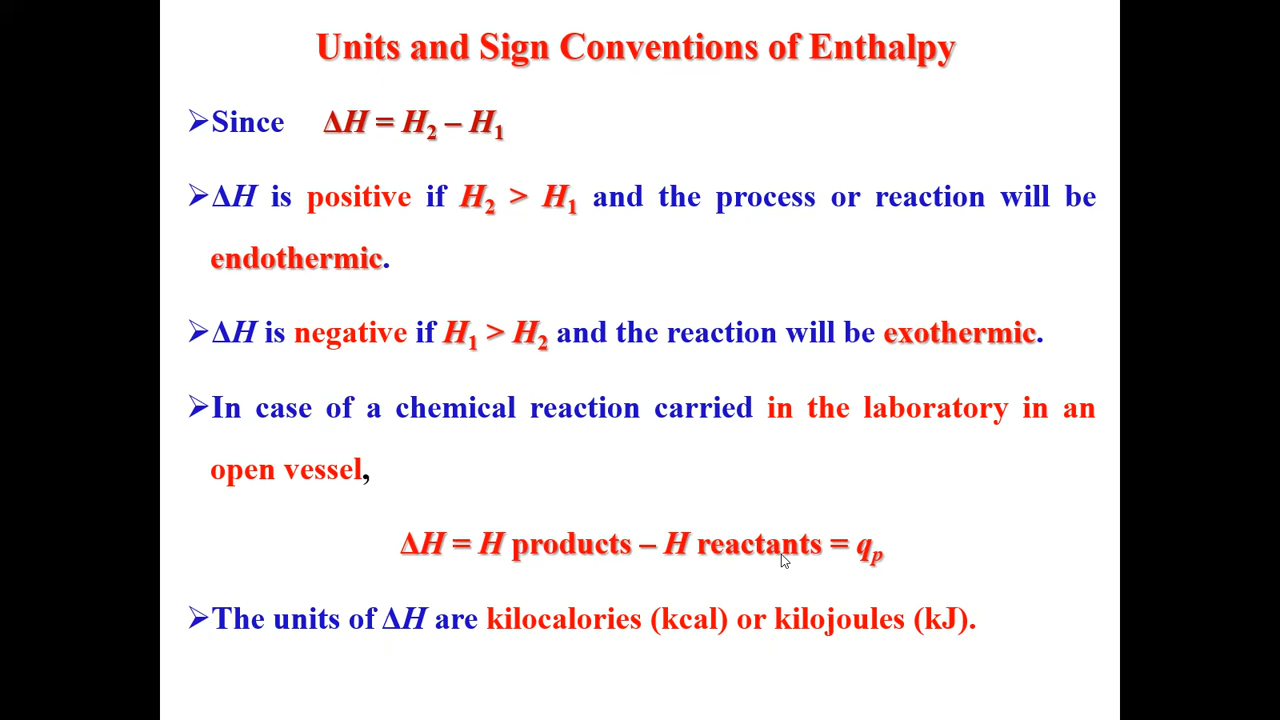 Units and Sign Conventions of Enthalpy
➢Since ΔH = H₂ – H₁
➢ΔH is positive if H₂ > H₁ and the process or reaction will be
endothermic.
➢ΔH is negative if H₁ > H₂ and the reaction will be exothermic.
➢In case of a chemical reaction carried in the laboratory in an
open vessel,
ΔH = H products – H reactants = qₚ
➢The units of ΔH are kilocalories (kcal) or kilojoules (kJ).